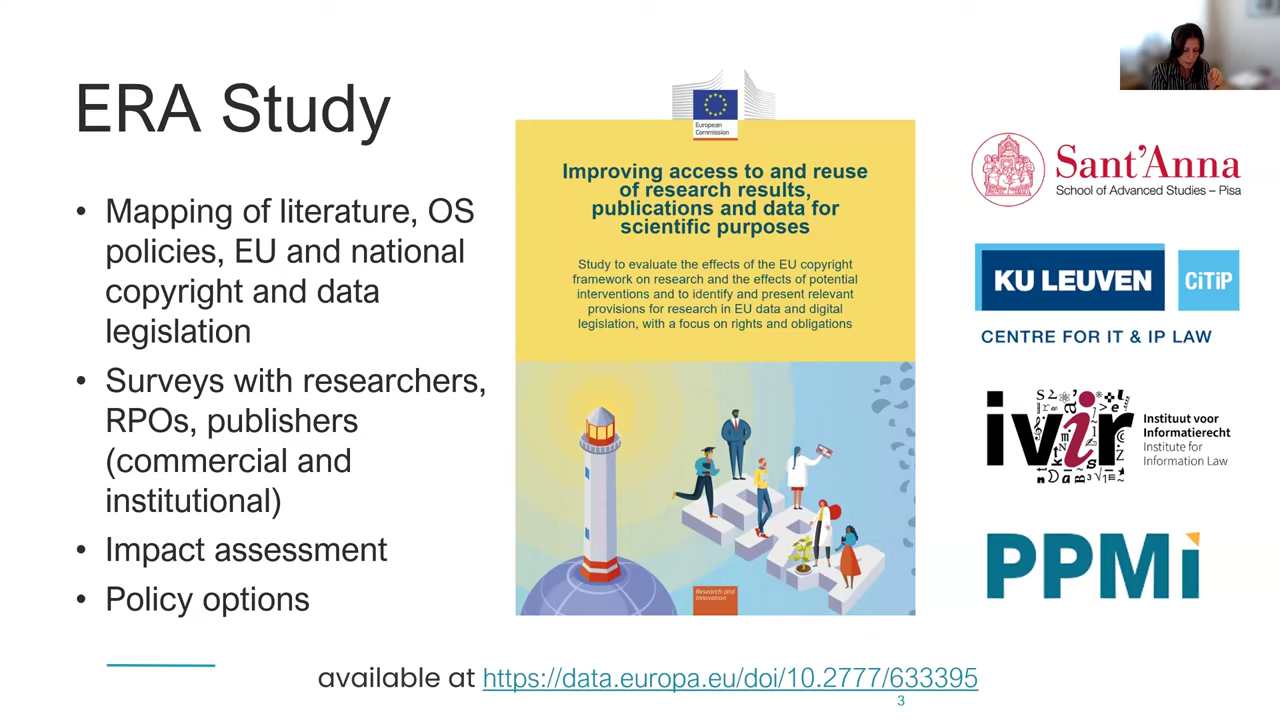 ERA Study
• Mapping of literature, OS
policies, EU and national
copyright and data
legislation
• Surveys with researchers,
RPOs, publishers
(commercial and
institutional)
• Impact assessment
• Policy options
European
Commission
Improving access to and reuse
of research results,
publications and data for
scientific purposes
Study to evaluate the effects of the EU copyright
framework on research and the effects of potential
interventions and to identify and present relevant
provisions for research in EU data and digital
legislation, with a focus on rights and obligations
ERA
Research and
Innovation
Sant'Anna
School of Advanced Studies – Pisa
KU LEUVEN CiTiP
CENTRE FOR IT & IP LAW
ivir
Instituut voor
Informatierecht
Institute for
Information Law
PPMi
available at https://data.europa.eu/doi/10.2777/633395
3